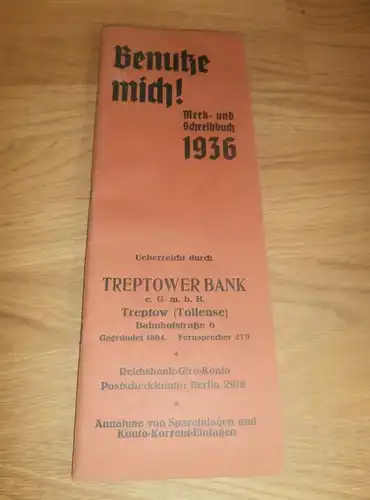 Benutze
mich!
Merk- und
Schreibbuch
1936
Ueberreicht durch
TREPTOWER BANK
e. G. m. b. H.
Treptow (Tollense)
Bahnhofstraße 6
Gegründet 1864. Fernsprecher 279
*
Reichsbank-Giro-Konto
Postscheckkonto: Berlin 2918
*
Annahme von Spareinlagen und
Konto-Korrent-Einlagen